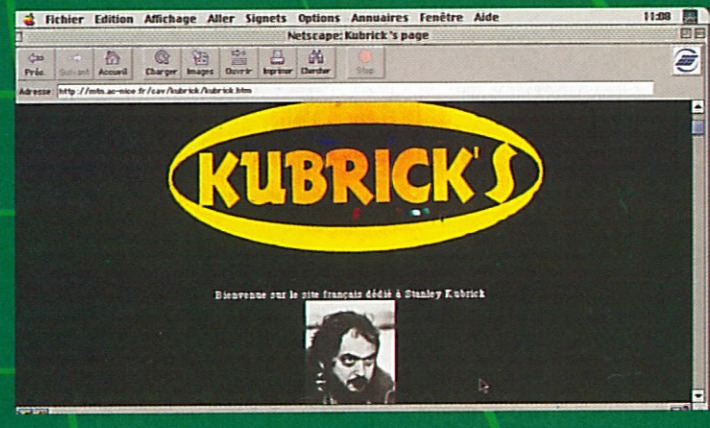 Fichier Edition Affichage Aller Signets Options Annuaires Fenêtre Aide 11:08
Netscape: Kubrick 's page
Préc. Suivant Accueil Charger Images Ouvrir Imprimer Chercher Stop
Adresse: http://mtn.ac-nice.fr/cav/kubrick/kubrick.htm
KUBRICK'S
Bienvenue sur le site français dédié à Stanley Kubrick